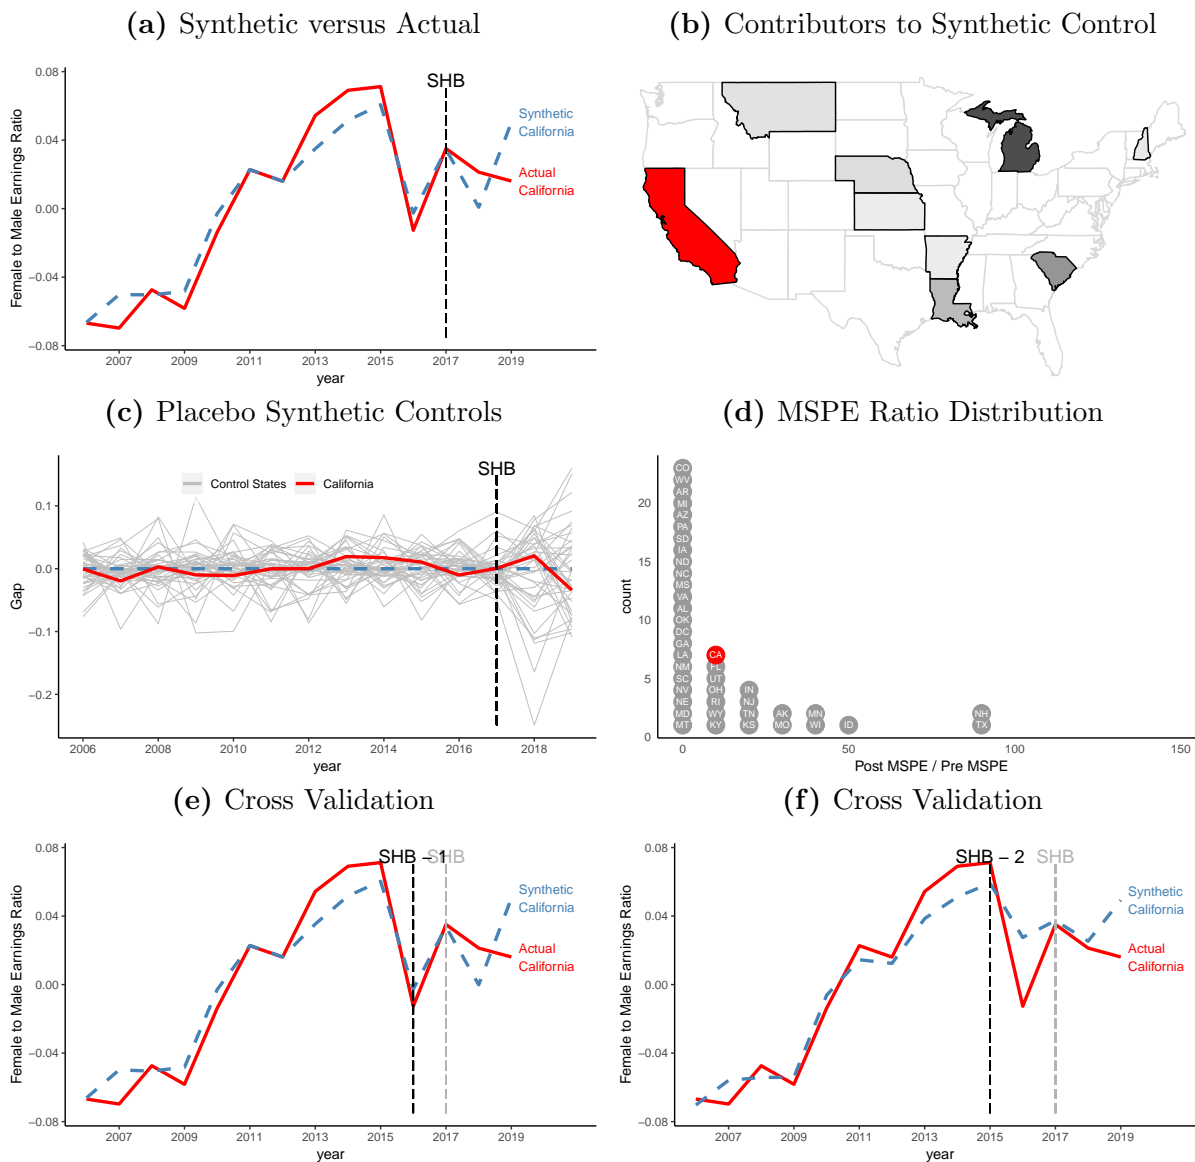 (a) Synthetic versus Actual
(b) Contributors to Synthetic Control
0.08
0.04
0.00
−0.04
−0.08
Female to Male Earnings Ratio
SHB
Synthetic
California
Actual
California
2007 2009 2011 2013 2015 2017 2019
year
(c) Placebo Synthetic Controls
(d) MSPE Ratio Distribution
0.1
0.0
−0.1
−0.2
Gap
SHB
Control States
California
2006 2008 2010 2012 2014 2016 2018
year
20
15
10
5
0
count
CO
WV
AR
MI
AZ
PA
SD
IA
ND
NC
MS
VA
AL
OK
DC
GA
LA CA
NM FL
SC UT
NV OH IN
NE RI NJ
MD WY TN AK MN NH
MT KY KS MO WI ID TX
0 50 100 150
Post MSPE / Pre MSPE
(e) Cross Validation
(f) Cross Validation
0.08
0.04
0.00
−0.04
−0.08
Female to Male Earnings Ratio
SHB − 1
SHB
Synthetic
California
Actual
California
2007 2009 2011 2013 2015 2017 2019
year
0.08
0.04
0.00
−0.04
−0.08
Female to Male Earnings Ratio
SHB − 2
SHB
Synthetic
California
Actual
California
2007 2009 2011 2013 2015 2017 2019
year